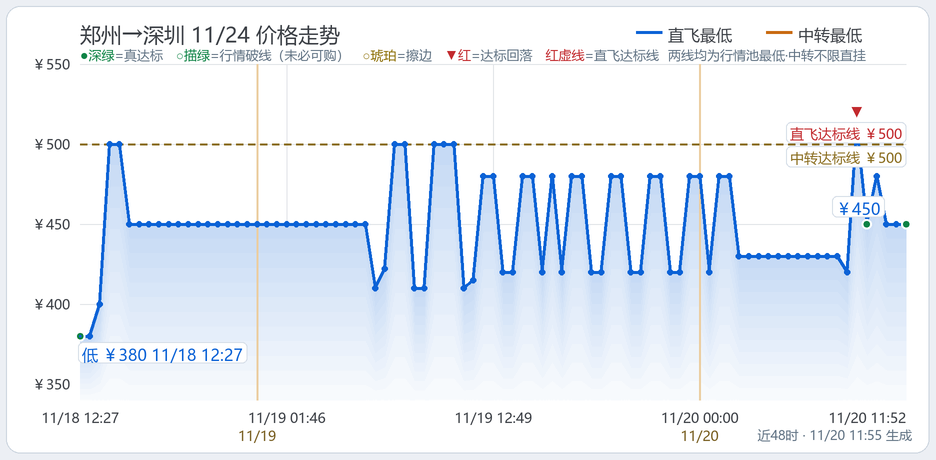 郑州→深圳 11/24 价格走势
直飞最低 中转最低
●深绿=真达标 ○描绿=行情破线（未必可购） ○琥珀=擦边 ▼红=达标回落 红虚线=直飞达标线 两线均为行情池最低·中转不限直挂
￥550
￥500
￥450
￥400
￥350
直飞达标线 ￥500
中转达标线 ￥500
￥450
低 ￥380 11/18 12:27
11/18 12:27 11/19 01:46 11/19 12:49 11/20 00:00 11/20 11:52
11/19 11/20
近48时 · 11/20 11:55 生成